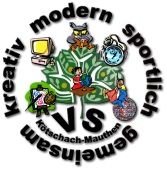 kreativ
modern
sportlich
gemeinsam
VS
Kötschach-Mauthen